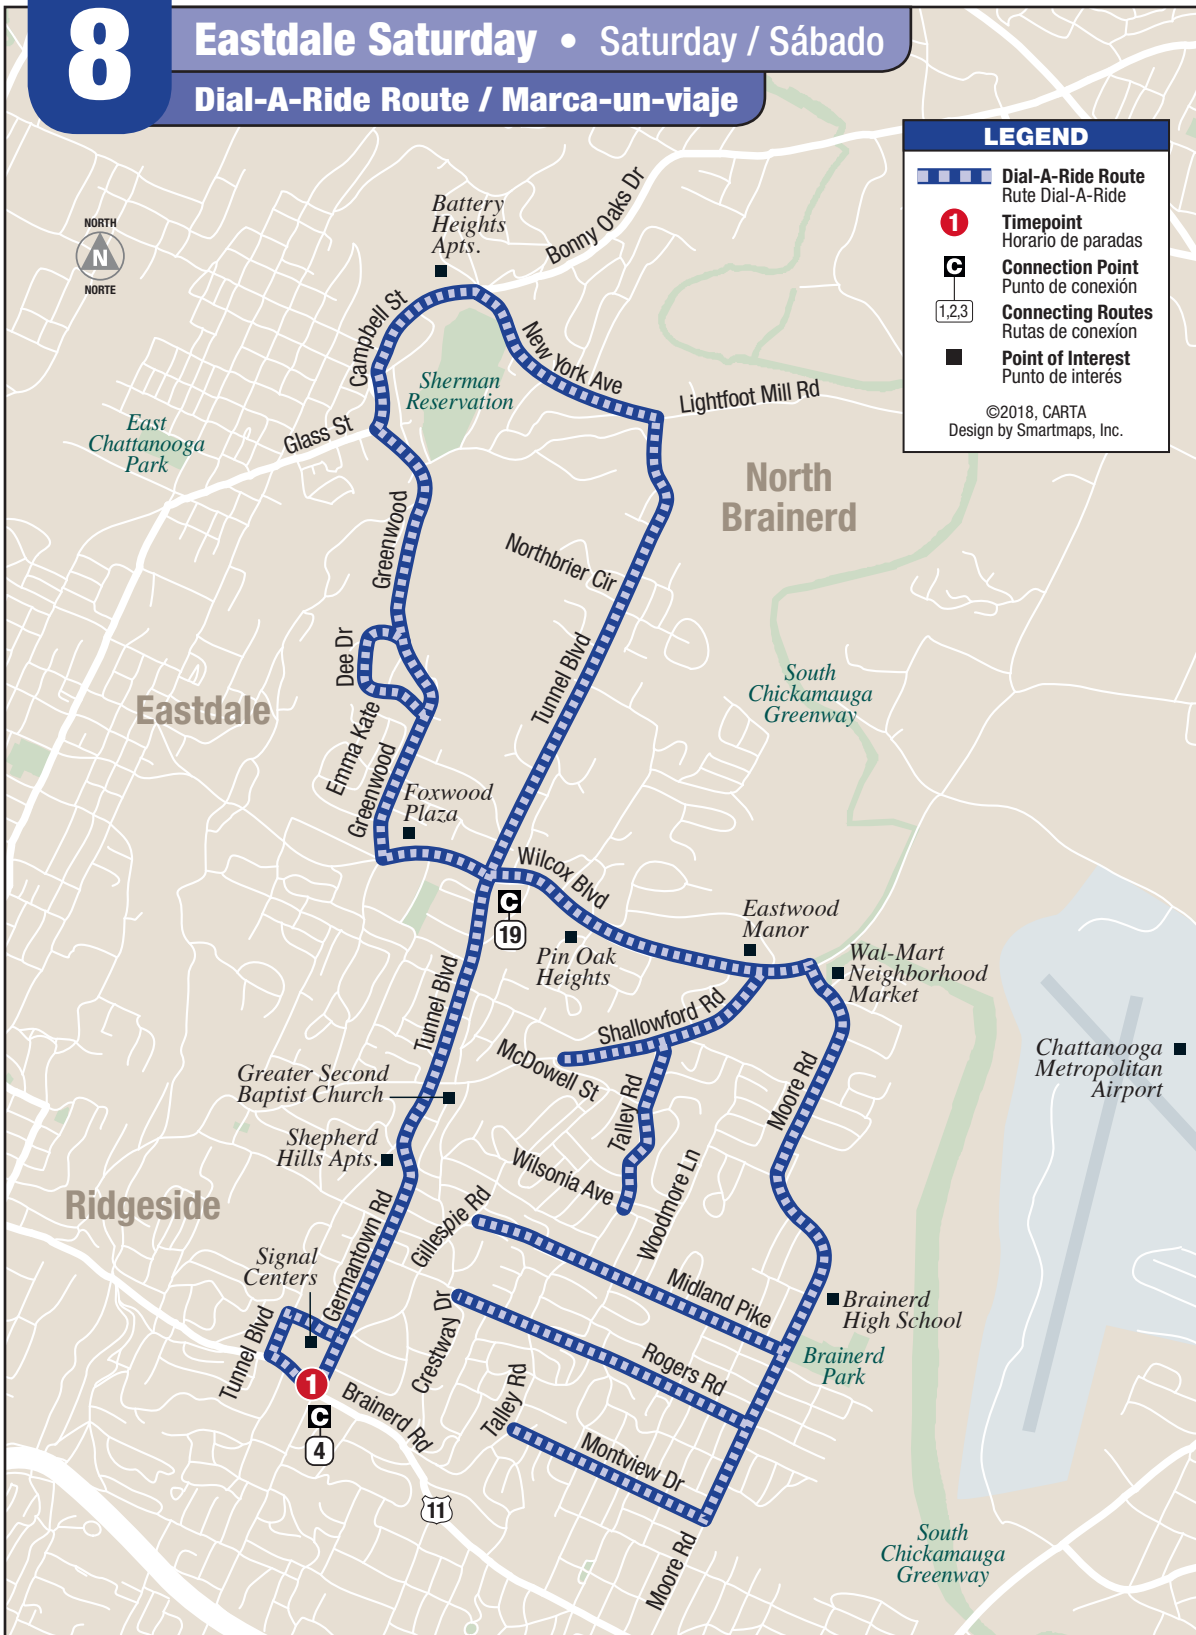 8
Eastdale Saturday • Saturday / Sábado
Dial-A-Ride Route / Marca-un-viaje
LEGEND
Dial-A-Ride Route
Rute Dial-A-Ride
1
Timepoint
Horario de paradas
C
Connection Point
Punto de conexión
1,2,3
Connecting Routes
Rutas de conexíon
Point of Interest
Punto de interés
©2018, CARTA
Design by Smartmaps, Inc.
NORTH
N
NORTE
Battery
Heights
Apts.
Bonny Oaks Dr
Campbell St
New York Ave
Sherman
Reservation
Lightfoot Mill Rd
East
Chattanooga
Park
Glass St
North
Brainerd
Greenwood
Northbrier Cir
Dee Dr
Tunnel Blvd
South
Chickamauga
Greenway
Eastdale
Emma Kate
Greenwood
Foxwood
Plaza
Wilcox Blvd
C
19
Pin Oak
Heights
Eastwood
Manor
Wal-Mart
Neighborhood
Market
Tunnel Blvd
Shallowford Rd
McDowell St
Chattanooga
Metropolitan
Airport
Greater Second
Baptist Church
Talley Rd
Moore Rd
Shepherd
Hills Apts.
Wilsonia Ave
Woodmore Ln
Ridgeside
Germantown Rd
Gillespie Rd
Signal
Centers
Midland Pike
Brainerd
High School
Tunnel Blvd
Crestway Dr
Rogers Rd
Brainerd
Park
1
C
4
Brainerd Rd
Talley Rd
Montview Dr
11
Moore Rd
South
Chickamauga
Greenway